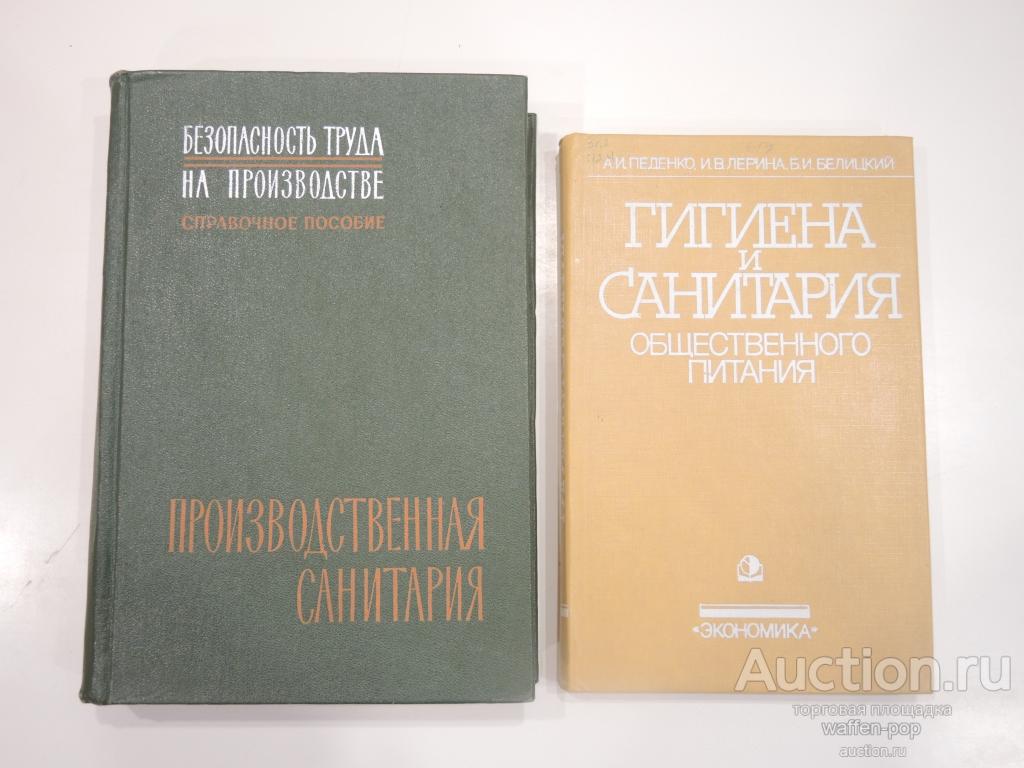 БЕЗОПАСНОСТЬ ТРУДА
НА ПРОИЗВОДСТВЕ
СПРАВОЧНОЕ ПОСОБИЕ
ПРОИЗВОДСТВЕННАЯ
САНИТАРИЯ
А.И.ПЕДЕНКО, И.В.ЛЕРИНА, Б.И.БЕЛИЦКИЙ
ГИГИЕНА
И
САНИТАРИЯ
ОБЩЕСТВЕННОГО
ПИТАНИЯ
«ЭКОНОМИКА»
Auction.ru
торговая площадка
waffen-pop
auction.ru